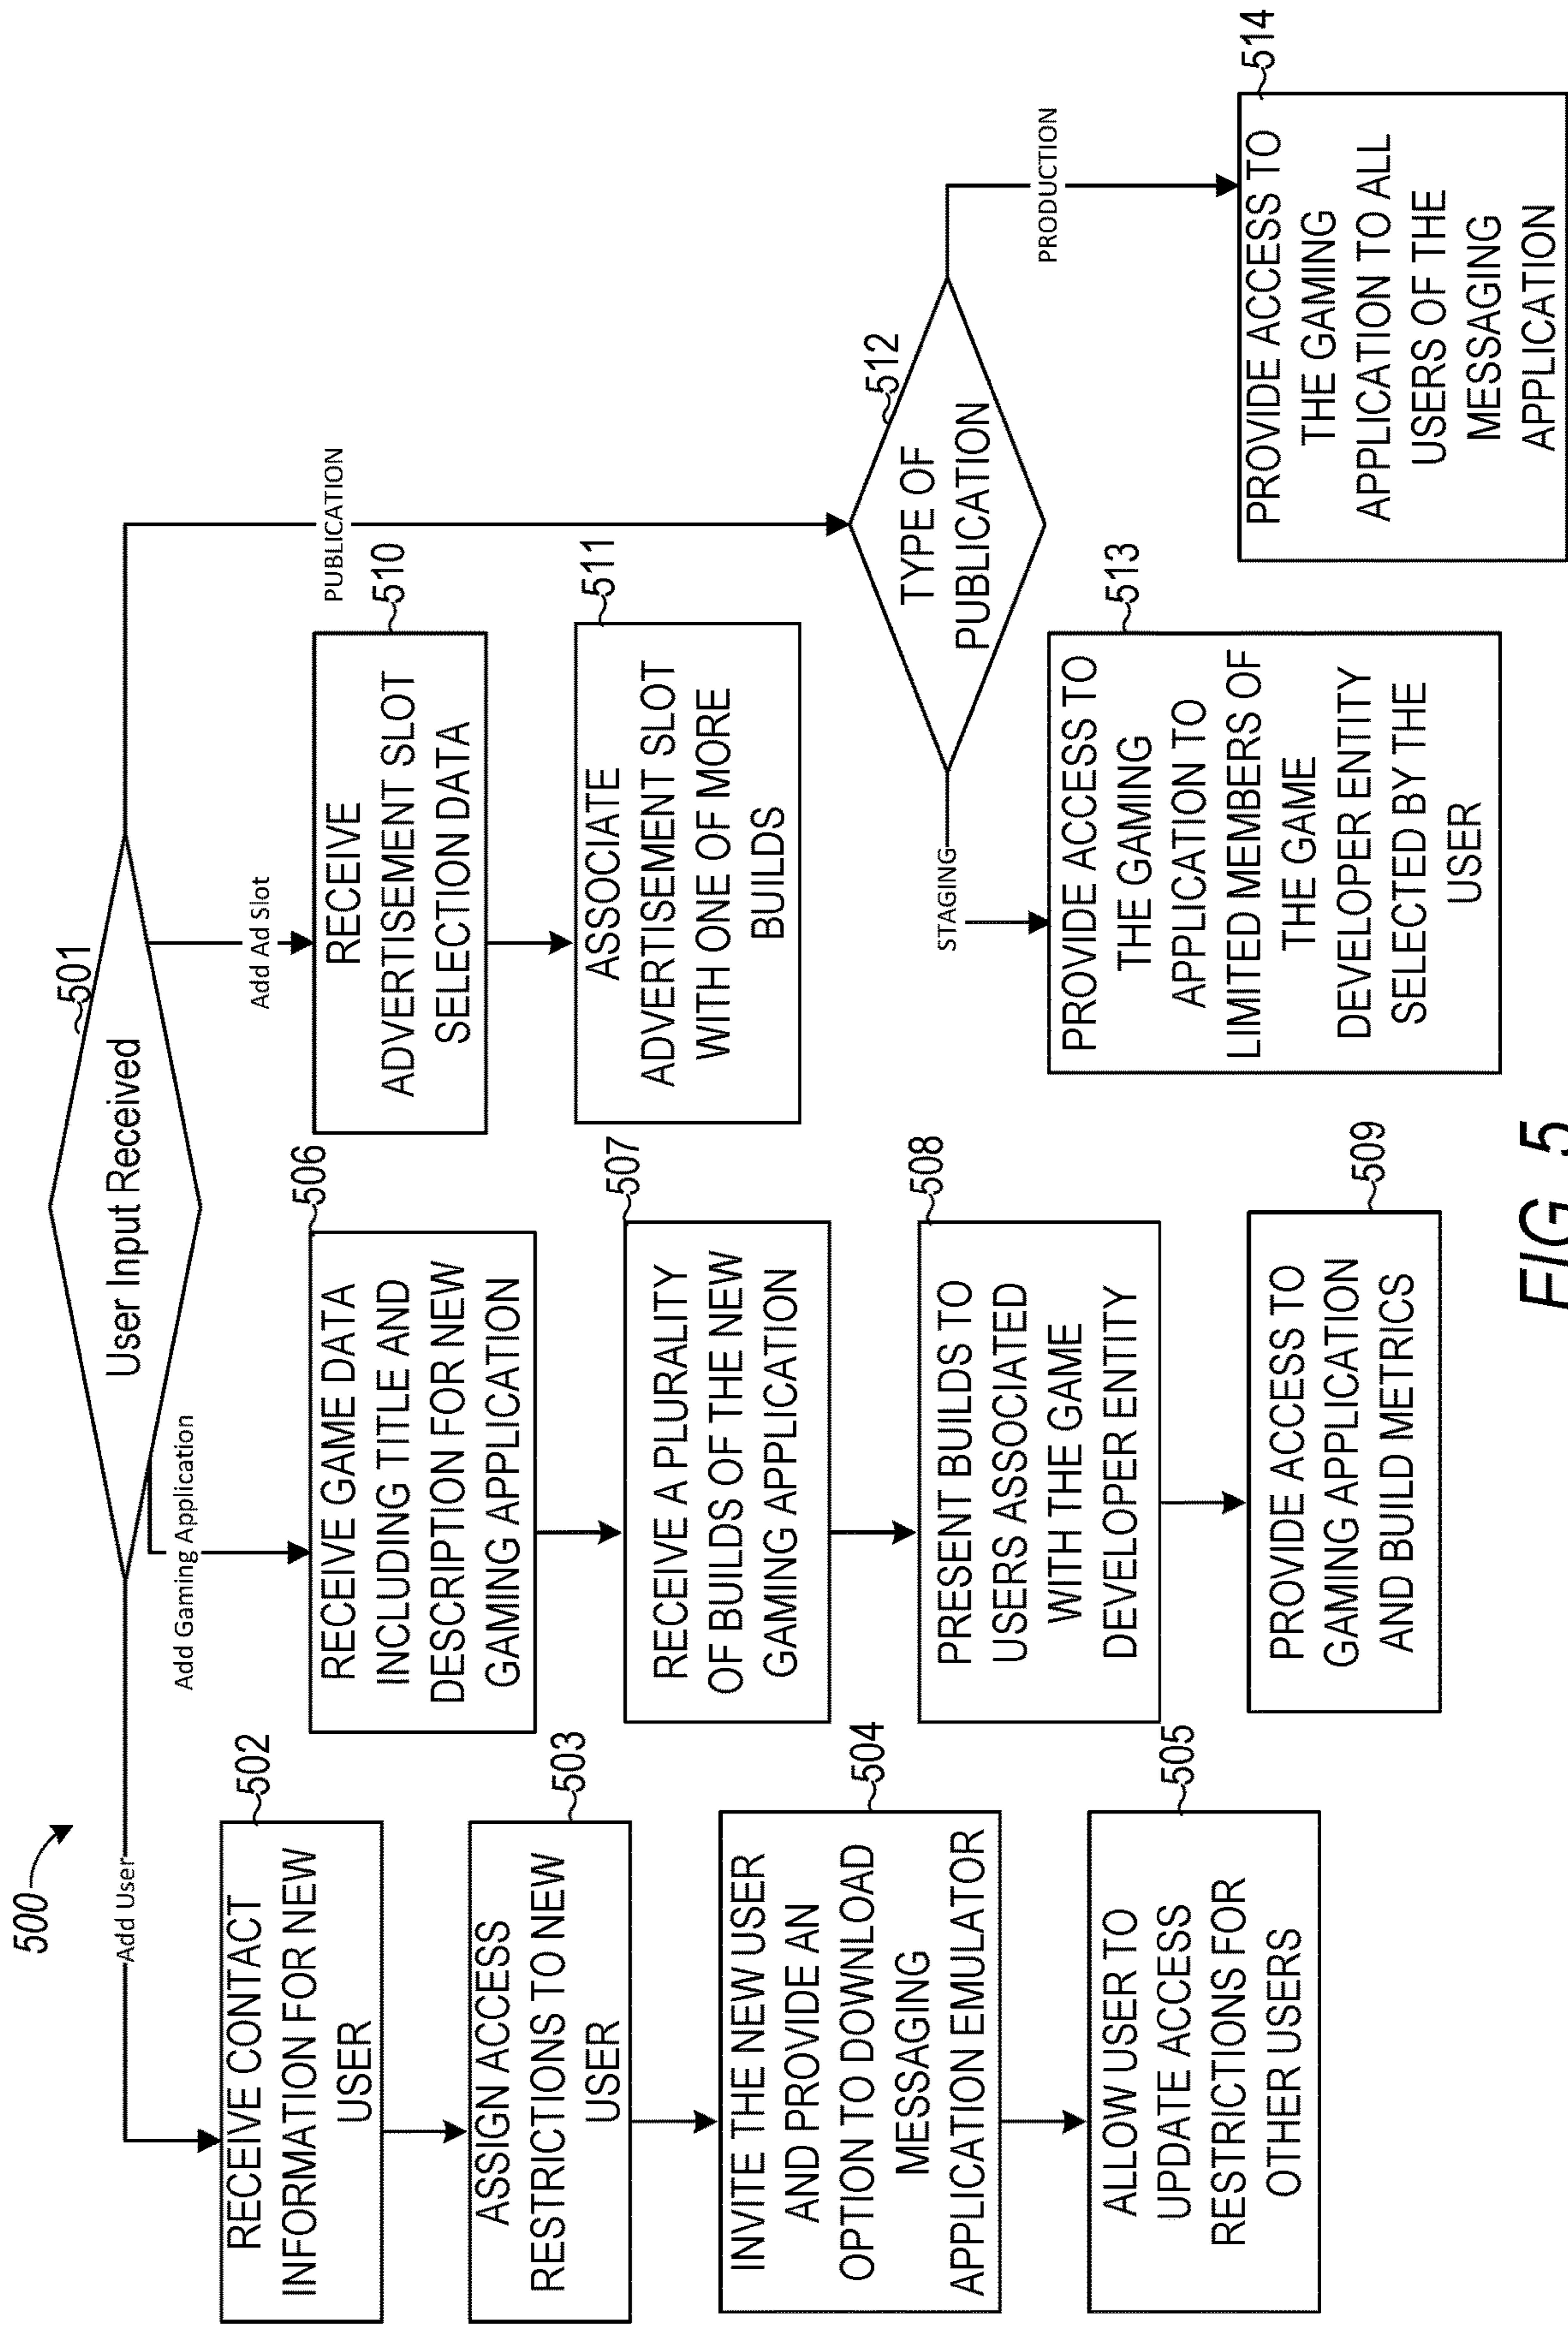 500
501
User Input Received
Add User
502
RECEIVE CONTACT
INFORMATION FOR NEW
USER
503
ASSIGN ACCESS
RESTRICTIONS TO NEW
USER
504
INVITE THE NEW USER
AND PROVIDE AN
OPTION TO DOWNLOAD
MESSAGING
APPLICATION EMULATOR
505
ALLOW USER TO
UPDATE ACCESS
RESTRICTIONS FOR
OTHER USERS
Add Gaming Application
506
RECEIVE GAME DATA
INCLUDING TITLE AND
DESCRIPTION FOR NEW
GAMING APPLICATION
507
RECEIVE A PLURALITY
OF BUILDS OF THE NEW
GAMING APPLICATION
508
PRESENT BUILDS TO
USERS ASSOCIATED
WITH THE GAME
DEVELOPER ENTITY
509
PROVIDE ACCESS TO
GAMING APPLICATION
AND BUILD METRICS
Add Ad Slot
510
RECEIVE
ADVERTISEMENT SLOT
SELECTION DATA
511
ASSOCIATE
ADVERTISEMENT SLOT
WITH ONE OF MORE
BUILDS
PUBLICATION
512
TYPE OF
PUBLICATION
STAGING
513
PROVIDE ACCESS TO
THE GAMING
APPLICATION TO
LIMITED MEMBERS OF
THE GAME
DEVELOPER ENTITY
SELECTED BY THE
USER
PRODUCTION
514
PROVIDE ACCESS TO
THE GAMING
APPLICATION TO ALL
USERS OF THE
MESSAGING
APPLICATION
FIG. 5